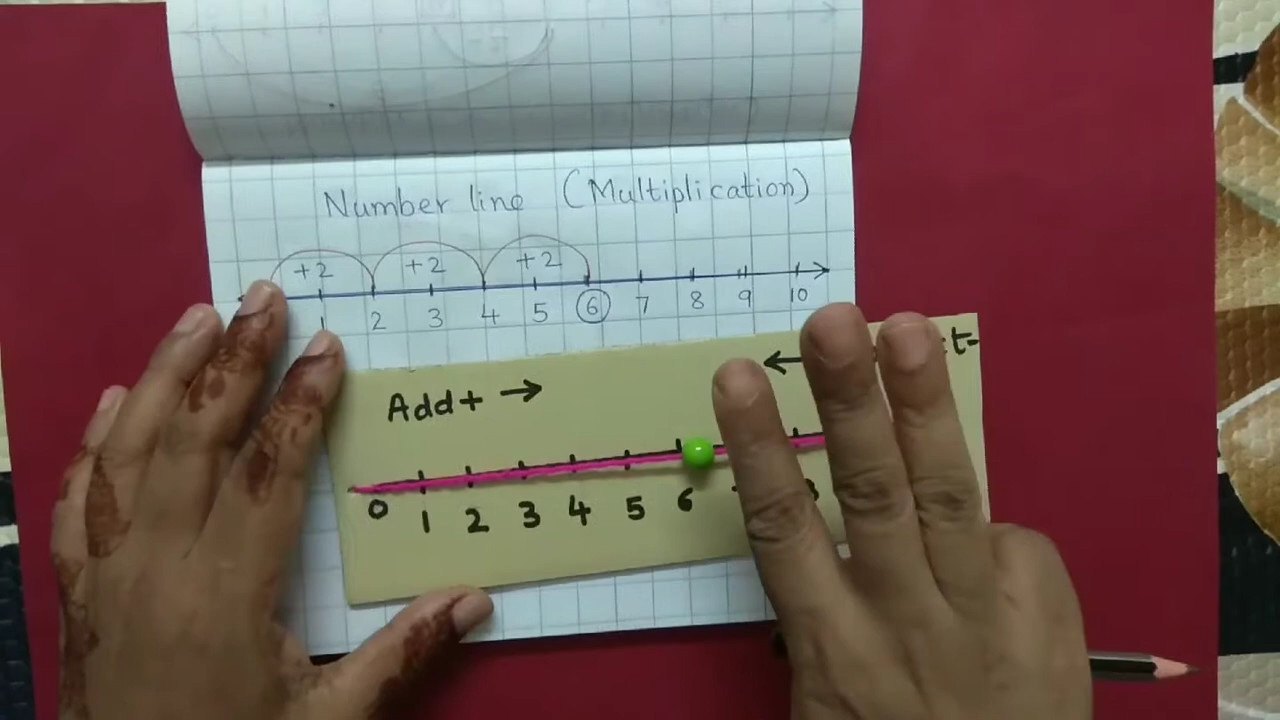 Number line (Multiplication)
+2 +2 +2
1 2 3 4 5 6 7 8 9 10
Add+ → ←
0 1 2 3 4 5 6